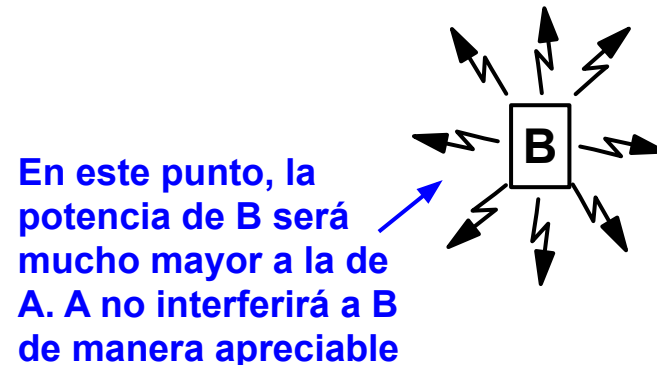 B
En este punto, la
potencia de B será
mucho mayor a la de
A. A no interferirá a B
de manera apreciable